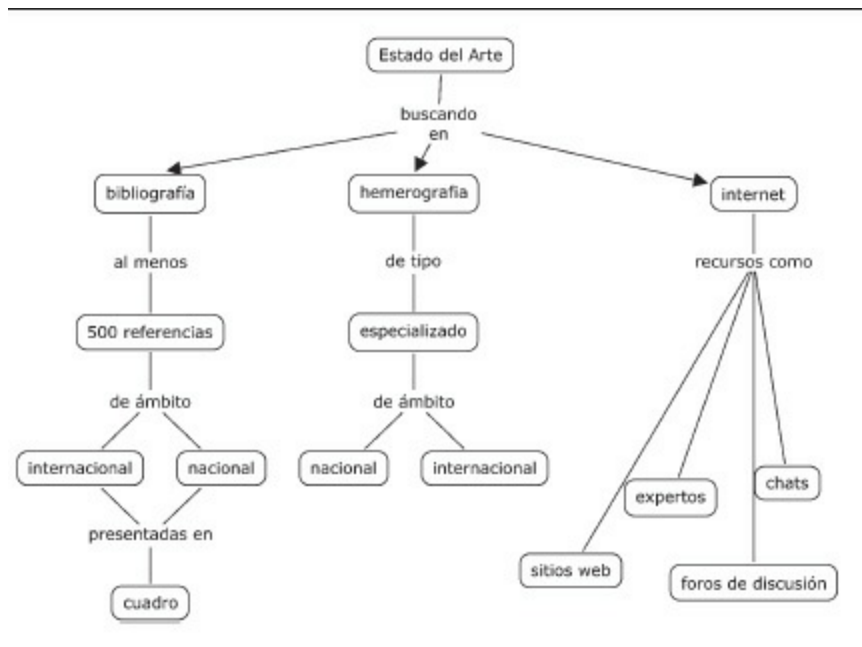 Estado del Arte
buscando
en
bibliografía
hemerografia
internet
al menos
de tipo
recursos como
500 referencias
especializado
de ámbito
de ámbito
internacional
nacional
nacional
internacional
expertos
chats
presentadas en
sitios web
foros de discusión
cuadro